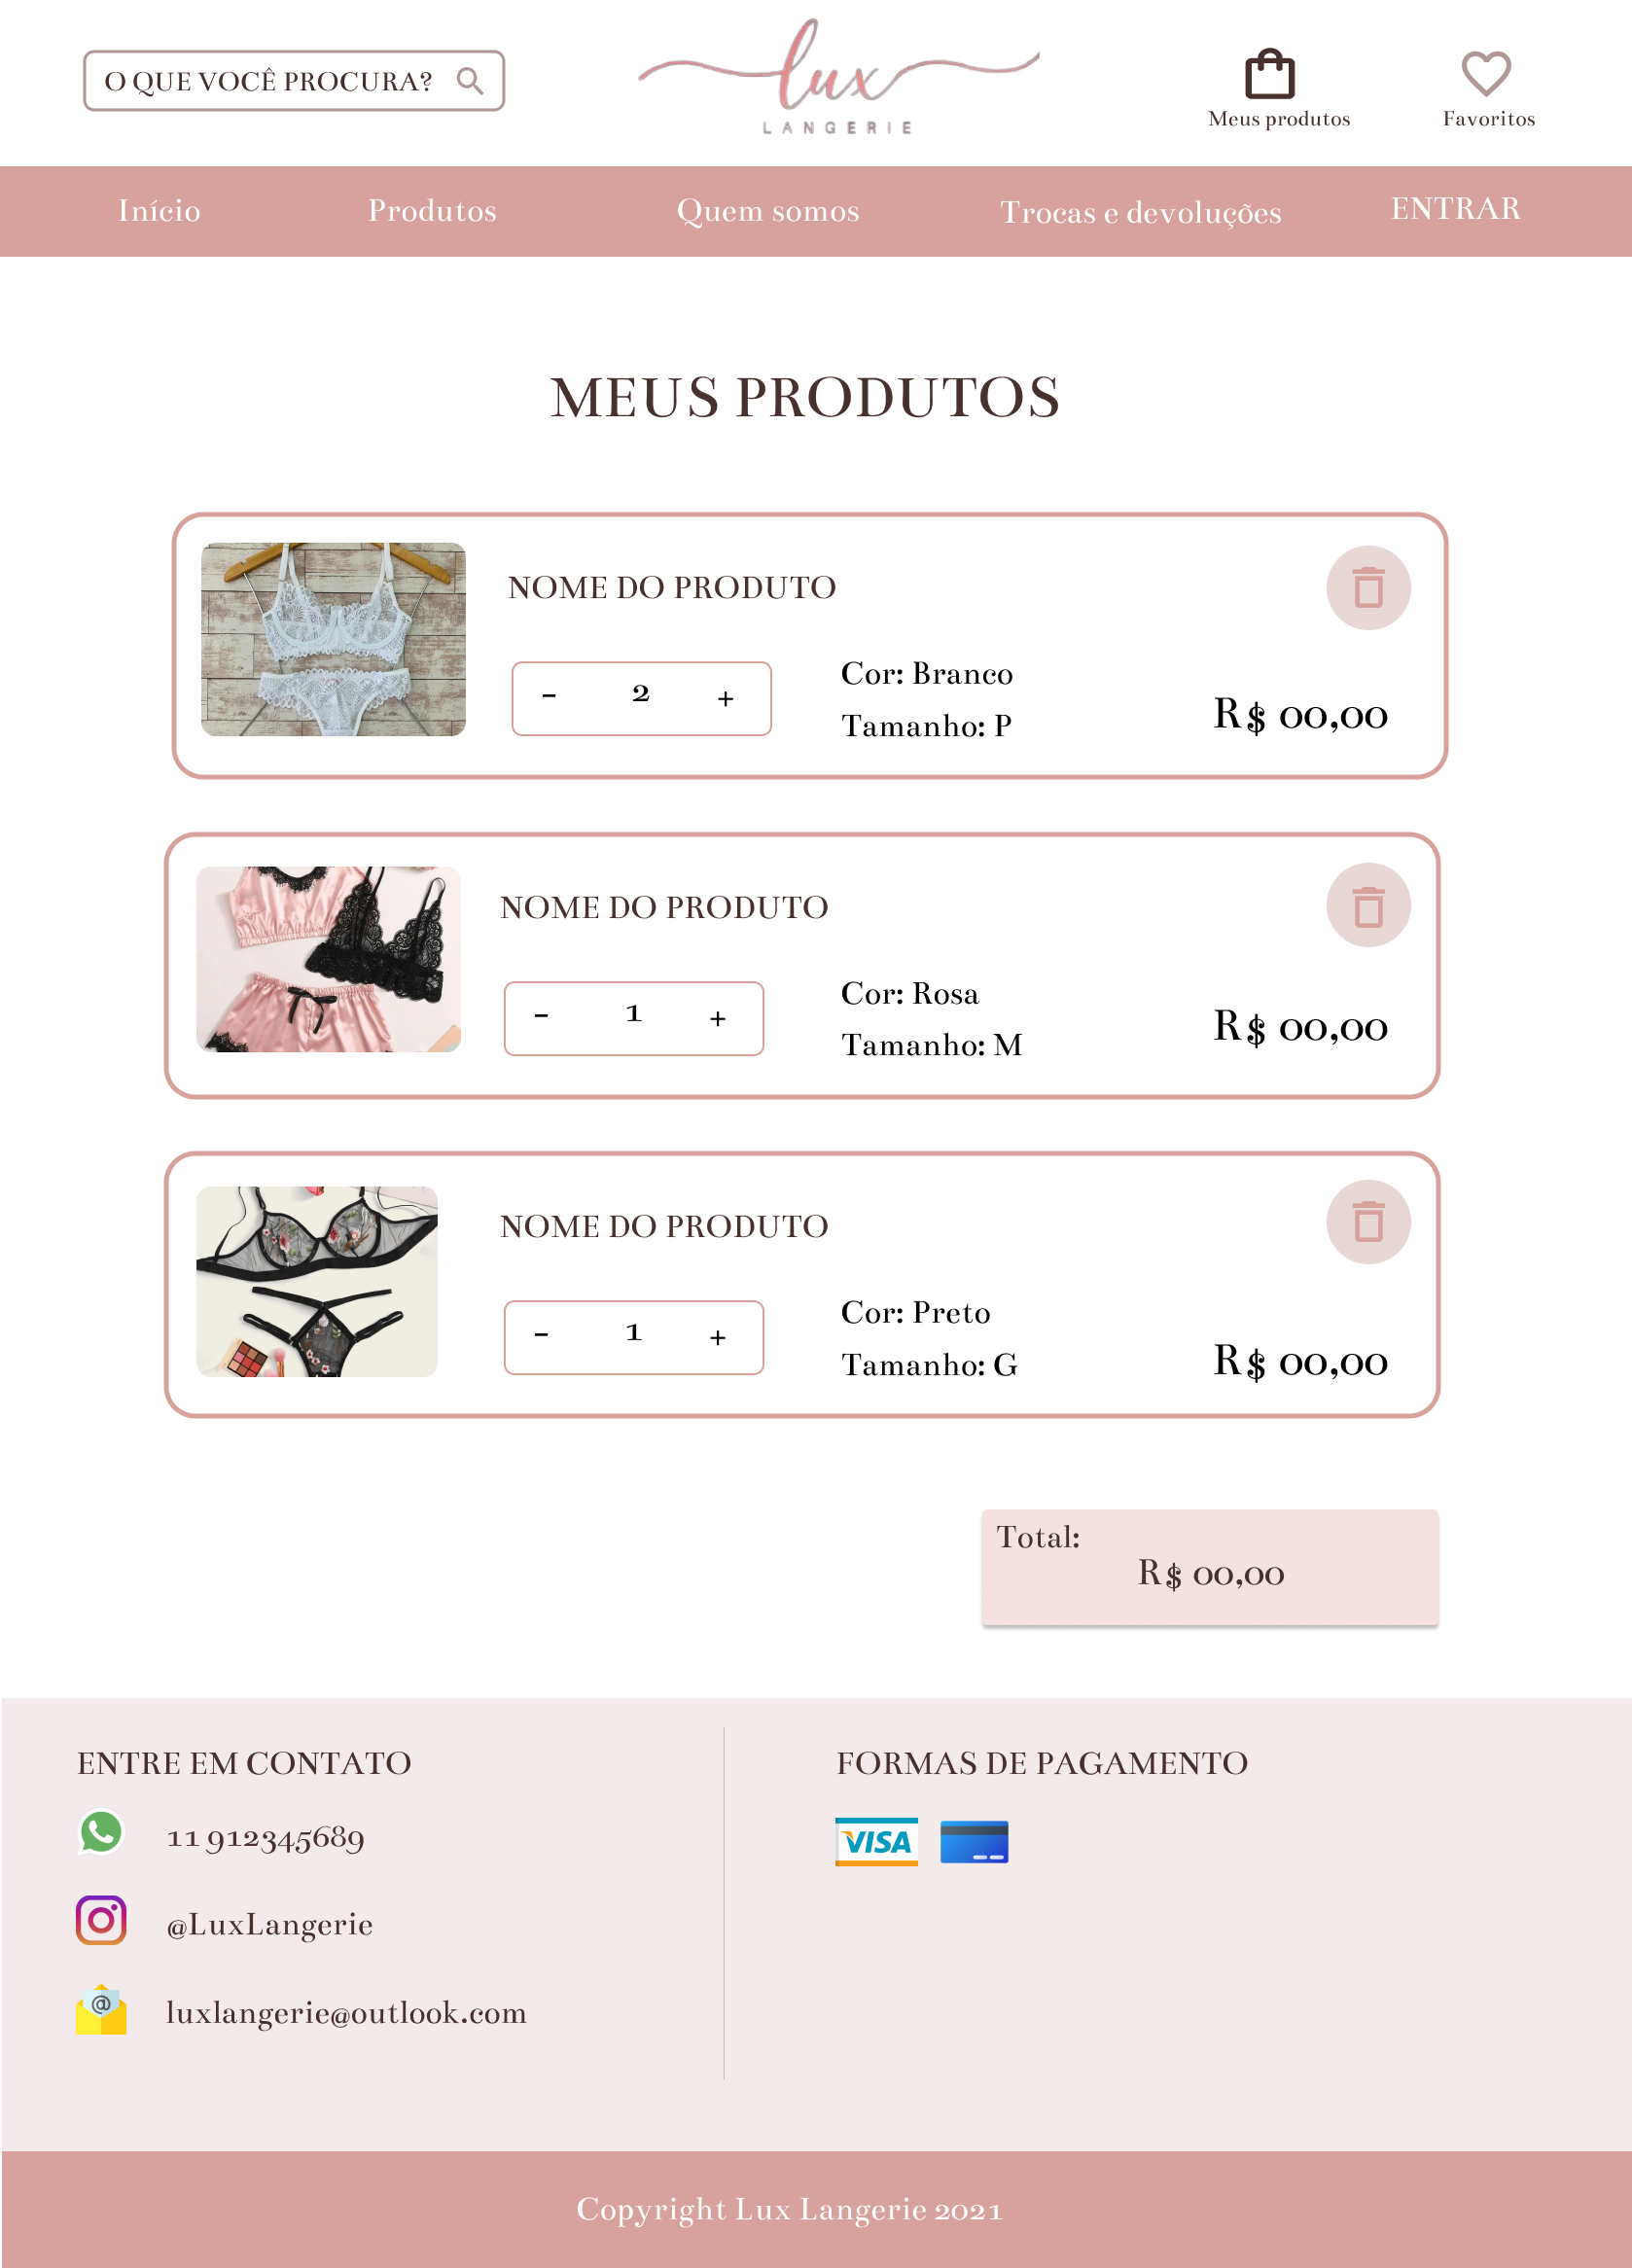 O QUE VOCÊ PROCURA?
lux
LANGERIE
Meus produtos
Favoritos
Início
Produtos
Quem somos
Trocas e devoluções
ENTRAR
MEUS PRODUTOS
NOME DO PRODUTO
- 2 +
Cor: Branco
Tamanho: P
R$ 00,00
NOME DO PRODUTO
- 1 +
Cor: Rosa
Tamanho: M
R$ 00,00
NOME DO PRODUTO
- 1 +
Cor: Preto
Tamanho: G
R$ 00,00
Total:
R$ 00,00
ENTRE EM CONTATO
11 912345689
@LuxLangerie
@
luxlangerie@outlook.com
FORMAS DE PAGAMENTO
VISA
Copyright Lux Langerie 2021